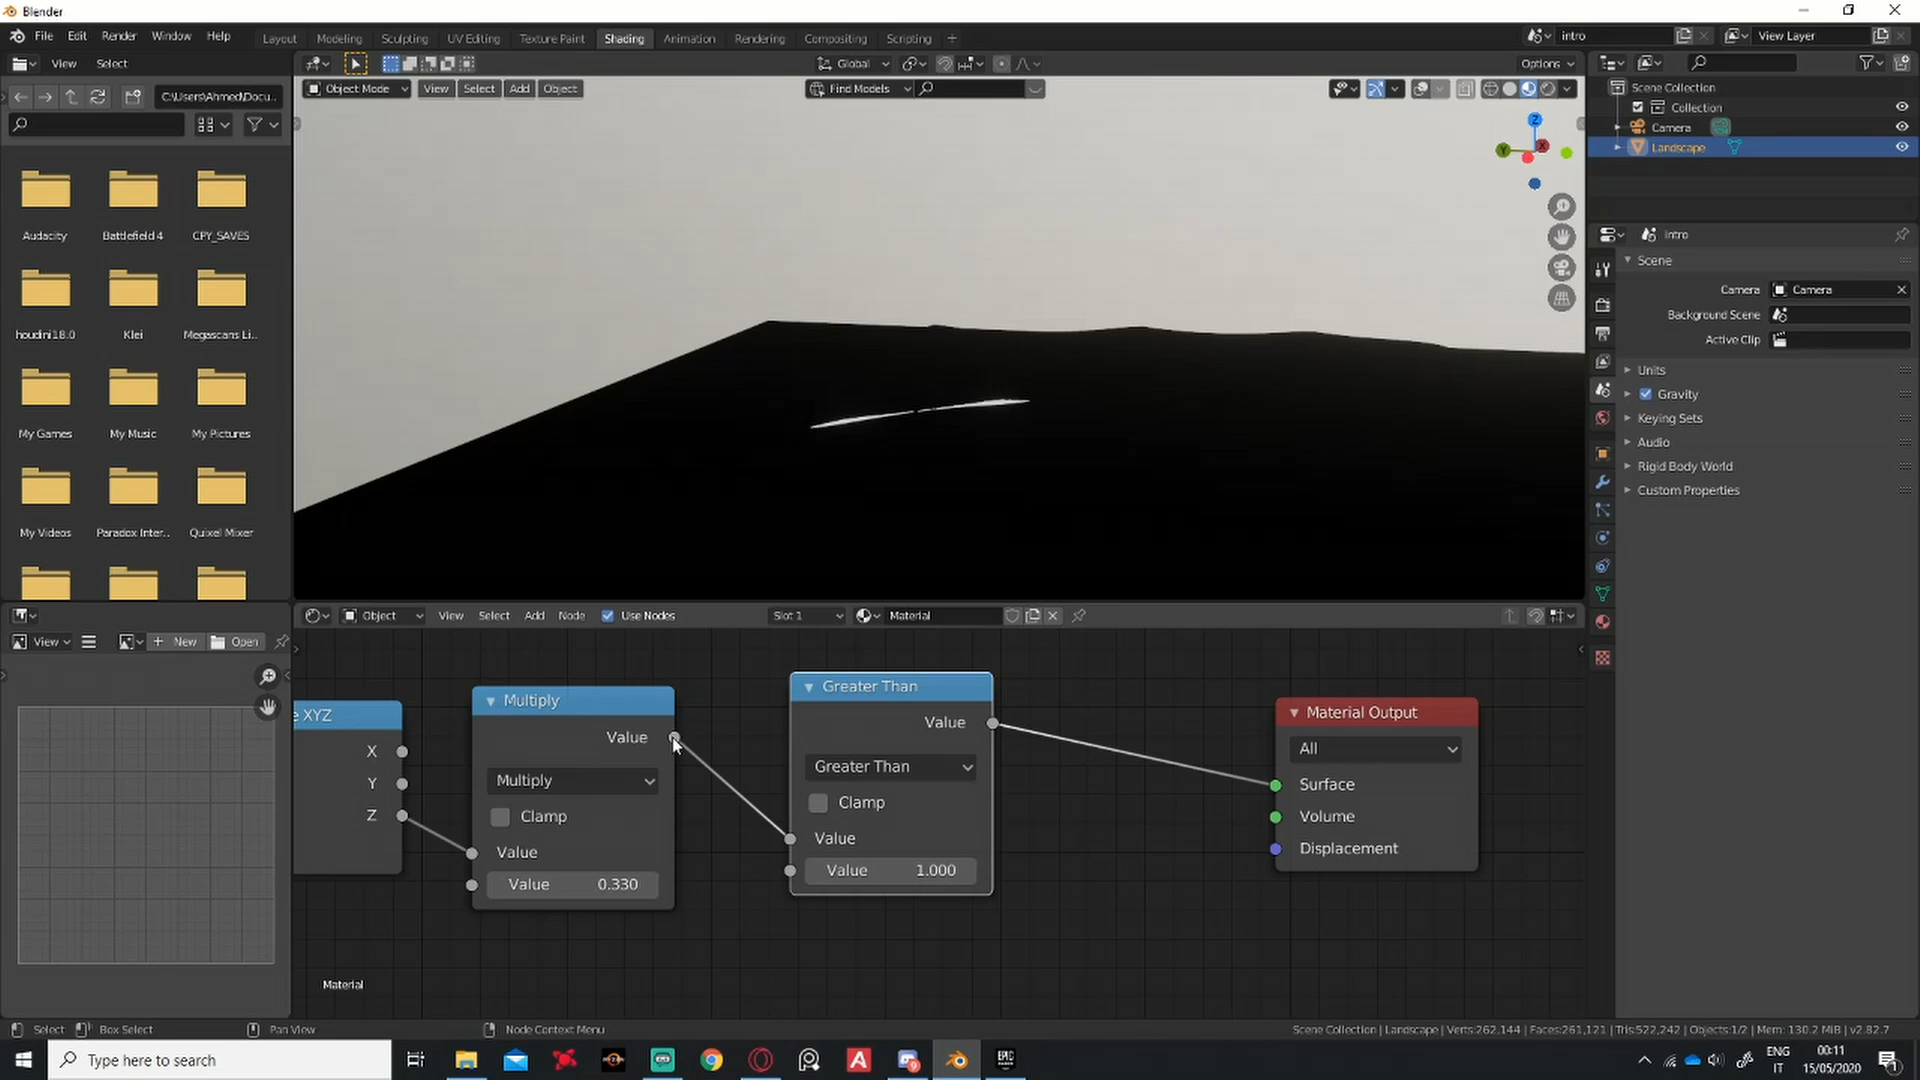 Blender
File Edit Render Window Help
Layout Modeling Sculpting UV Editing Texture Paint Shading Animation Rendering Compositing Scripting +
intro
View Layer
View Select
Global
Options
C:\Users\Ahmed\Docu..
Object Mode View Select Add Object
Find Models
Scene Collection
Collection
Camera
Landscape
Z
Y
X
Audacity Battlefield 4 CPY_SAVES
houdini18.0 Klei Megascans Li...
My Games My Music My Pictures
My Videos Paradox Inter... Quixel Mixer
intro
Scene
Camera Camera
Background Scene
Active Clip
Units
Gravity
Keying Sets
Audio
Rigid Body World
Custom Properties
Object View Select Add Node Use Nodes Slot 1 Material
View New Open
e XYZ
X
Y
Z
Multiply
Value
Multiply
Clamp
Value
Value 0.330
Greater Than
Value
Greater Than
Clamp
Value
Value 1.000
Material Output
All
Surface
Volume
Displacement
Material
Select Box Select Pan View Node Context Menu
Scene Collection | Landscape | Verts:262,144 | Faces:261,121 | Tris:522,242 | Objects:1/2 | Mem: 130.2 MiB | v2.82.7
Type here to search
EPIC
ENG
IT
00:11
15/05/2020